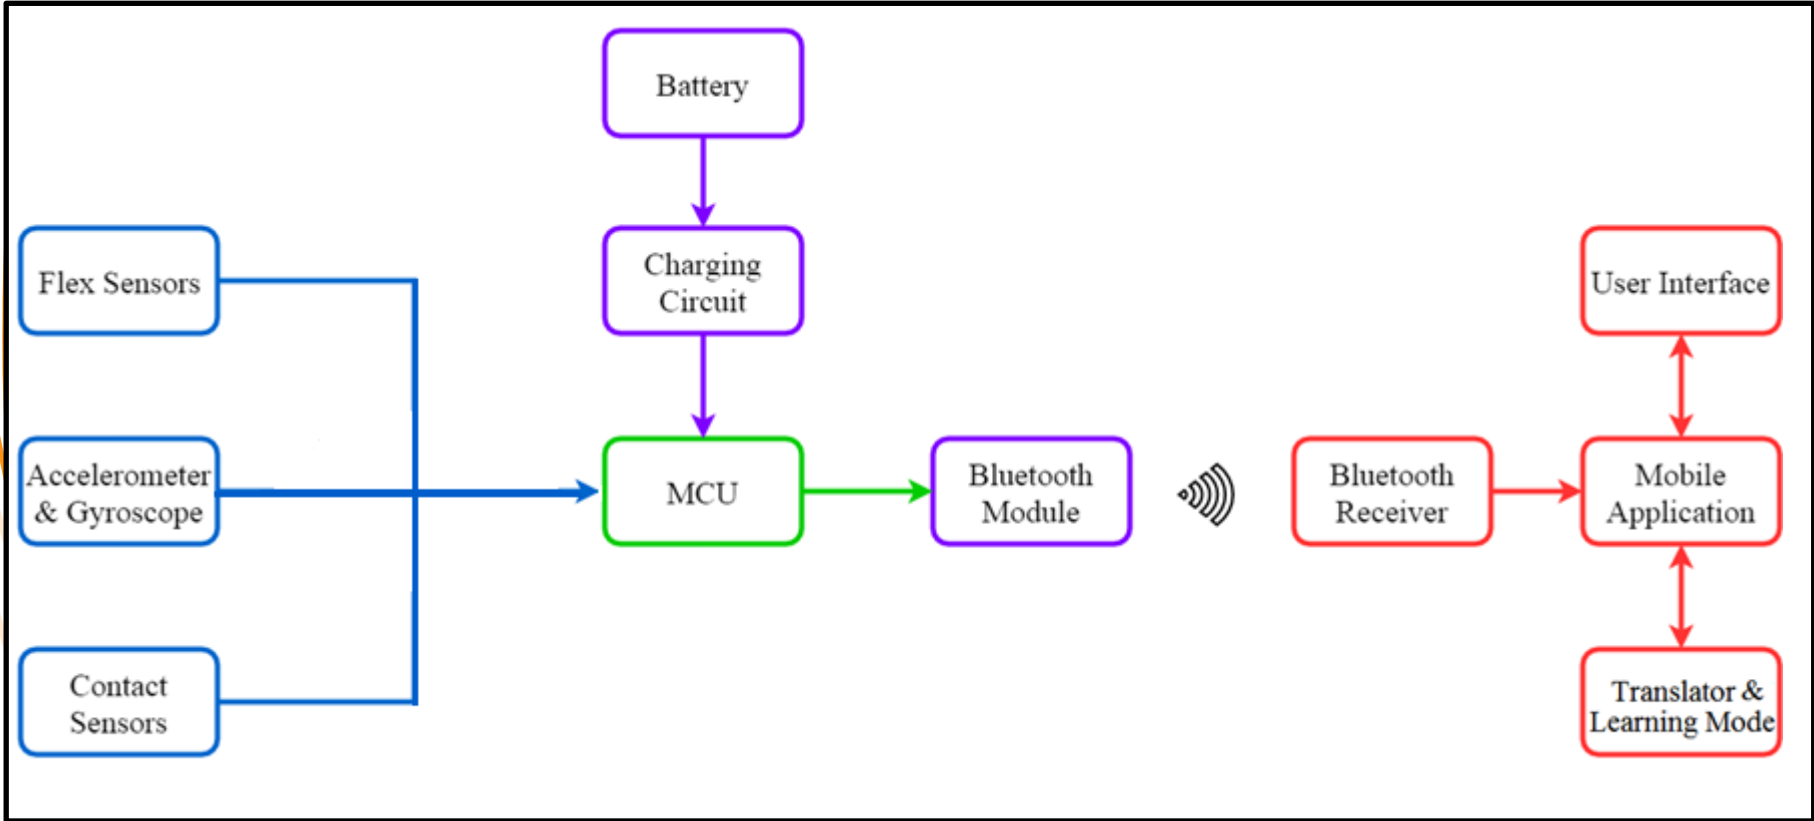 Battery
Charging
Circuit
Flex Sensors
User Interface
Accelerometer
& Gyroscope
MCU
Bluetooth
Module
Bluetooth
Receiver
Mobile
Application
Contact
Sensors
Translator &
Learning Mode